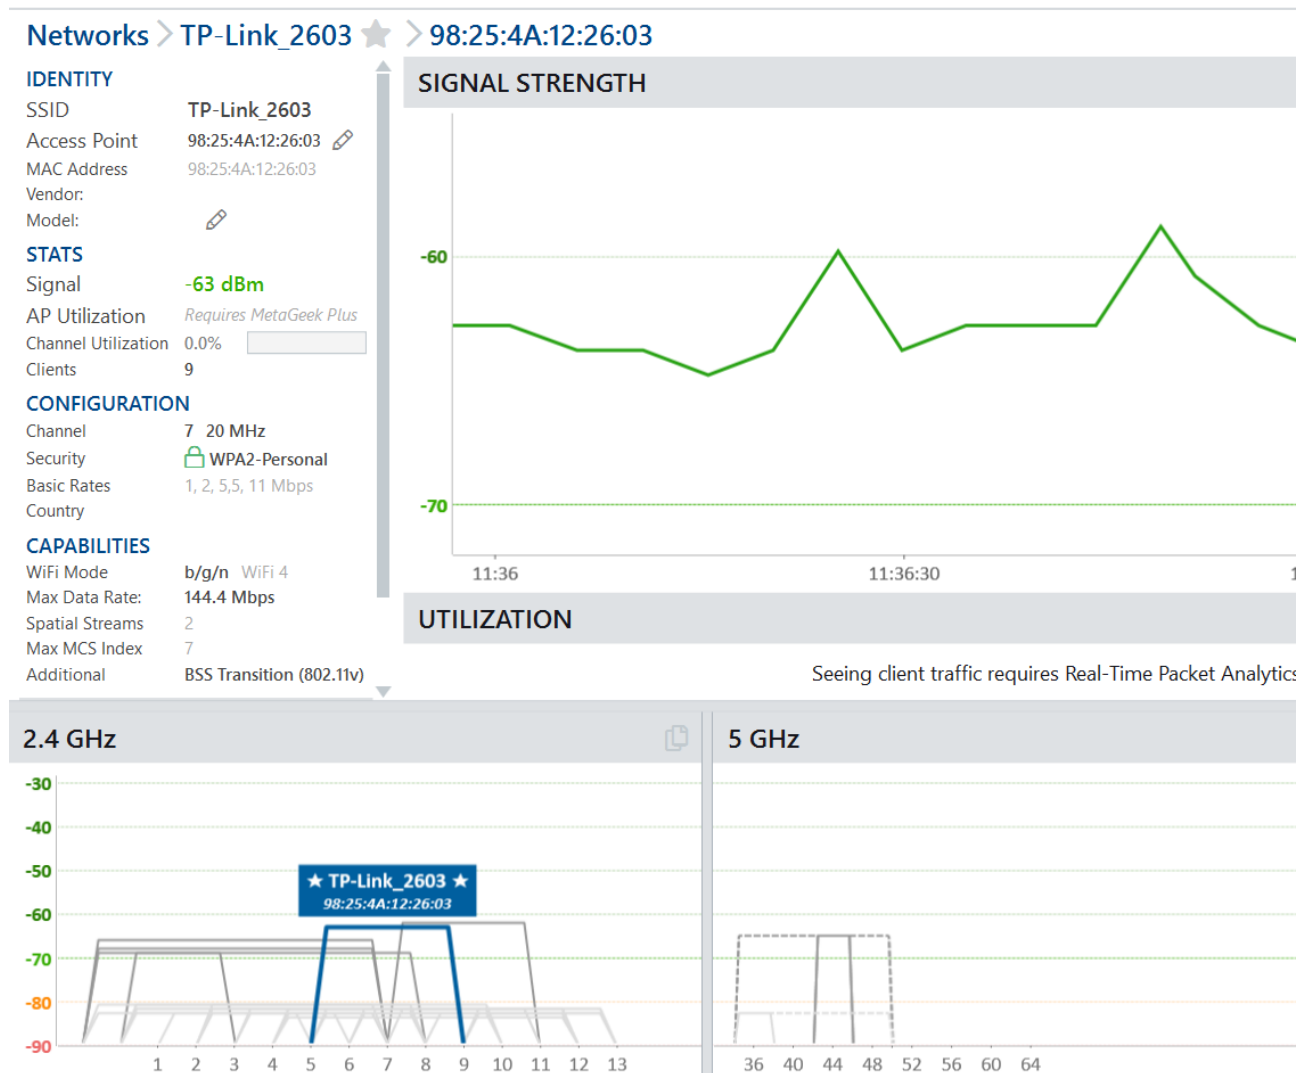 Networks TP-Link_2603 98:25:4A:12:26:03
IDENTITY
SSID TP-Link_2603
Access Point 98:25:4A:12:26:03
MAC Address 98:25:4A:12:26:03
Vendor:
Model:
STATS
Signal -63 dBm
AP Utilization Requires MetaGeek Plus
Channel Utilization 0.0%
Clients 9
CONFIGURATION
Channel 7 20 MHz
Security WPA2-Personal
Basic Rates 1, 2, 5,5, 11 Mbps
Country
CAPABILITIES
WiFi Mode b/g/n WiFi 4
Max Data Rate: 144.4 Mbps
Spatial Streams 2
Max MCS Index 7
Additional BSS Transition (802.11v)
SIGNAL STRENGTH
-60
-70
11:36 11:36:30
UTILIZATION
Seeing client traffic requires Real-Time Packet Analytics
2.4 GHz
-30
-40
-50
-60
-70
-80
-90
★ TP-Link_2603 ★
98:25:4A:12:26:03
1 2 3 4 5 6 7 8 9 10 11 12 13
5 GHz
36 40 44 48 52 56 60 64